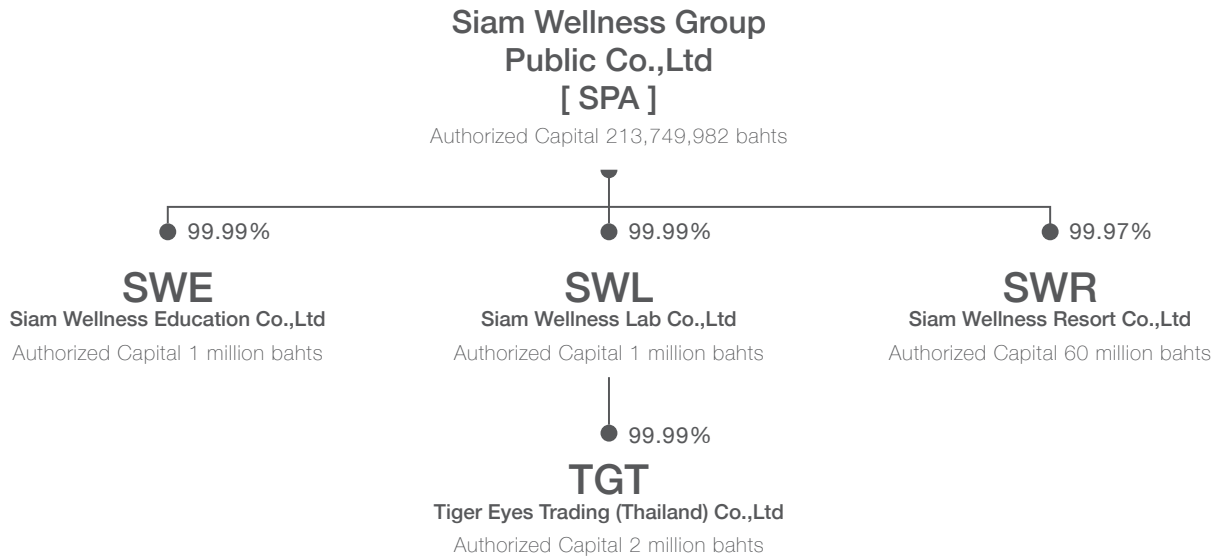 Siam Wellness Group
Public Co.,Ltd
[ SPA ]
Authorized Capital 213,749,982 bahts
99.99%
99.99%
99.97%
SWE
Siam Wellness Education Co.,Ltd
Authorized Capital 1 million bahts
SWL
Siam Wellness Lab Co.,Ltd
Authorized Capital 1 million bahts
SWR
Siam Wellness Resort Co.,Ltd
Authorized Capital 60 million bahts
99.99%
TGT
Tiger Eyes Trading (Thailand) Co.,Ltd
Authorized Capital 2 million bahts